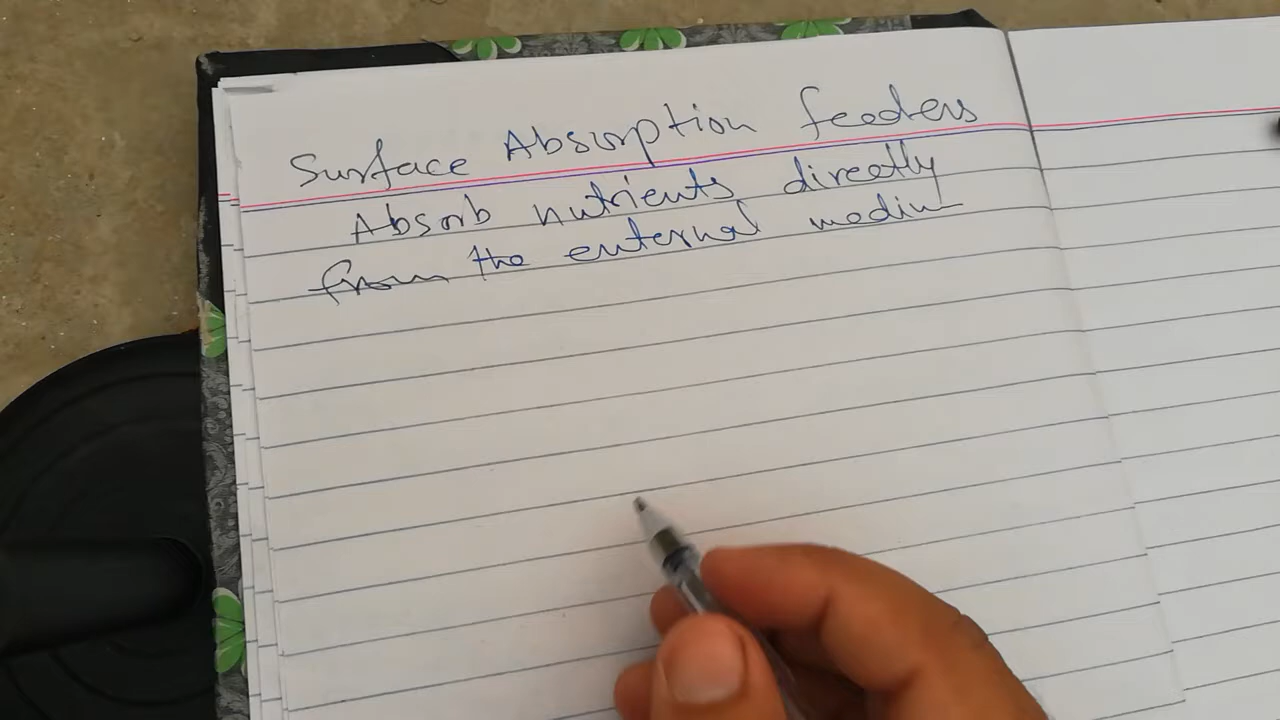 Surface Absorption feeders
Absorb nutrients directly
from the external medium